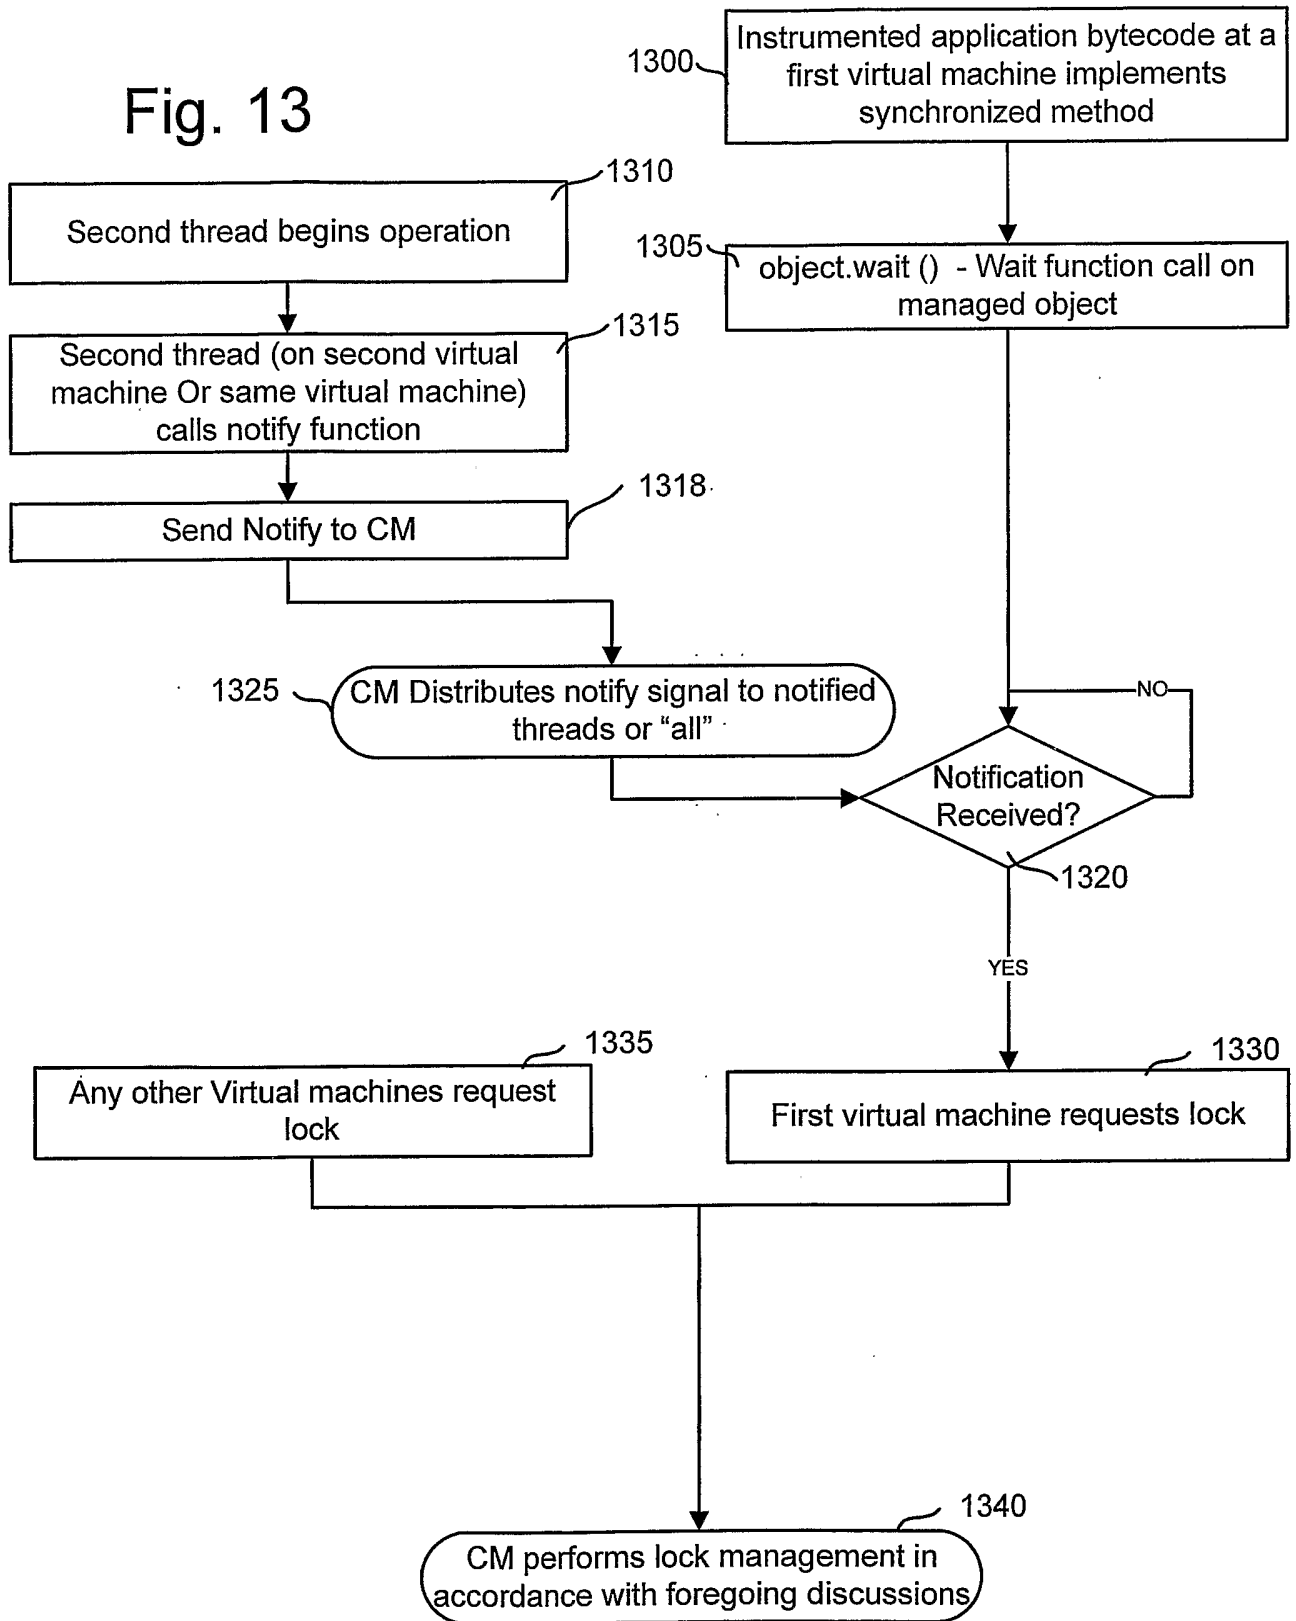 Fig. 13
1300
Instrumented application bytecode at a
first virtual machine implements
synchronized method
1310
Second thread begins operation
1305
object.wait () - Wait function call on
managed object
1315
Second thread (on second virtual
machine Or same virtual machine)
calls notify function
1318
Send Notify to CM
1325
CM Distributes notify signal to notified
threads or “all”
NO
Notification
Received?
1320
YES
1335
Any other Virtual machines request
lock
1330
First virtual machine requests lock
1340
CM performs lock management in
accordance with foregoing discussions